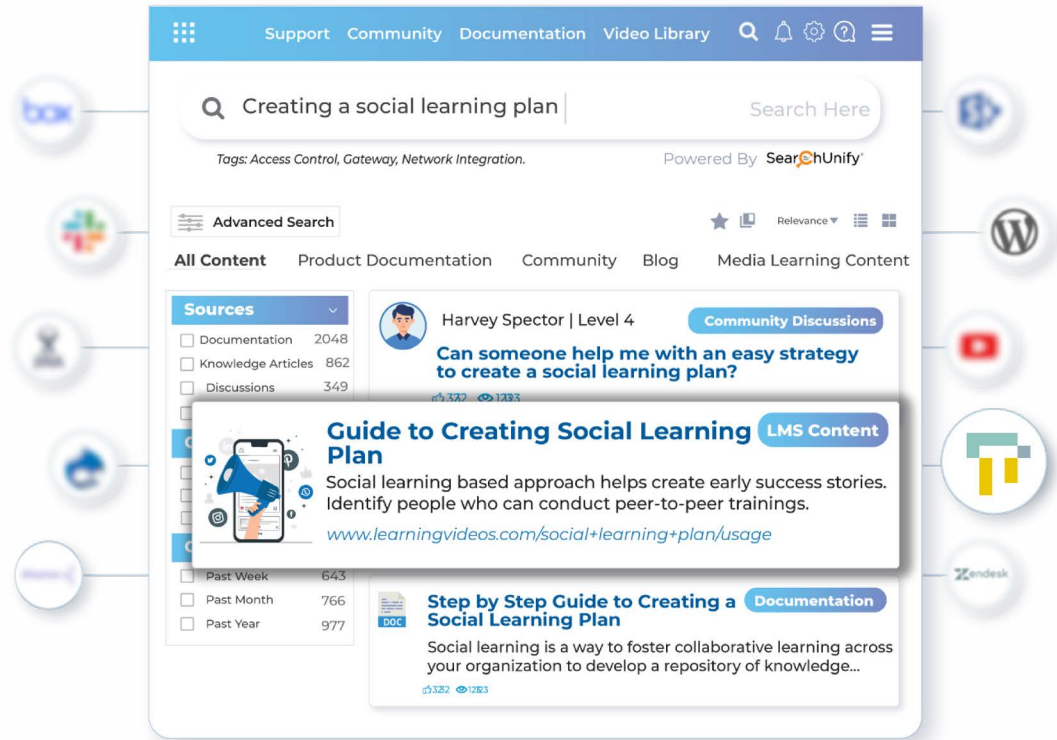 Support Community Documentation Video Library
Creating a social learning plan
Search Here
Tags: Access Control, Gateway, Network Integration.
Powered By SearchUnify
Advanced Search
Relevance
All Content Product Documentation Community Blog Media Learning Content
Sources
Documentation 2048
Knowledge Articles 862
Discussions 349
Harvey Spector | Level 4
Community Discussions
Can someone help me with an easy strategy
to create a social learning plan?
Guide to Creating Social Learning
Plan
LMS Content
Social learning based approach helps create early success stories.
Identify people who can conduct peer-to-peer trainings.
www.learningvideos.com/social+learning+plan/usage
Past Week 643
Past Month 766
Past Year 977
DOC
Step by Step Guide to Creating a
Social Learning Plan
Documentation
Social learning is a way to foster collaborative learning across
your organization to develop a repository of knowledge...
box
Zendesk